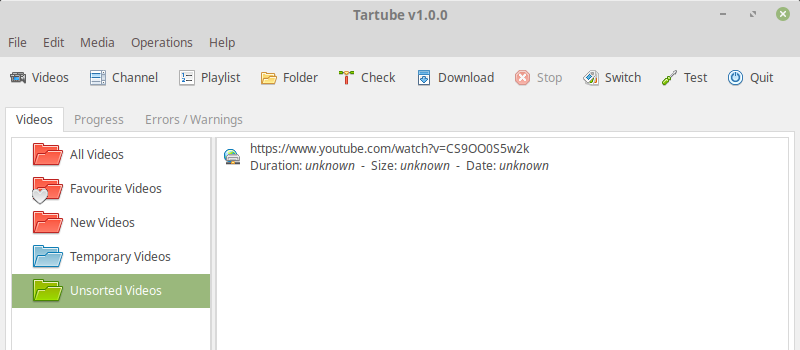 Tartube v1.0.0
File Edit Media Operations Help
Videos Channel Playlist Folder Check Download Stop Switch Test Quit
Videos Progress Errors / Warnings
All Videos
Favourite Videos
New Videos
Temporary Videos
Unsorted Videos
https://www.youtube.com/watch?v=CS9OO0S5w2k
Duration: unknown - Size: unknown - Date: unknown